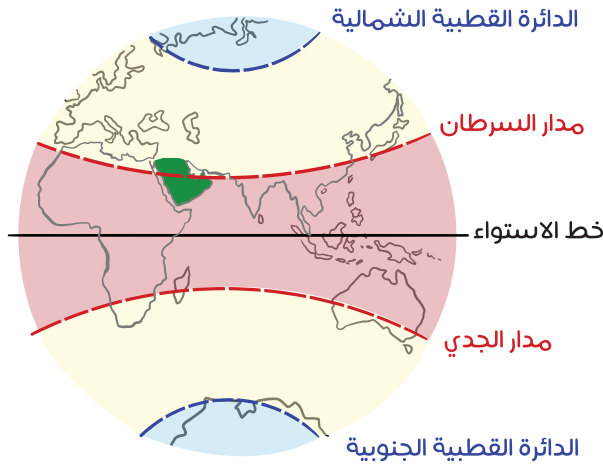 الدائرة القطبية الشمالية
مدار السرطان
خط الاستواء
مدار الجدي
الدائرة القطبية الجنوبية